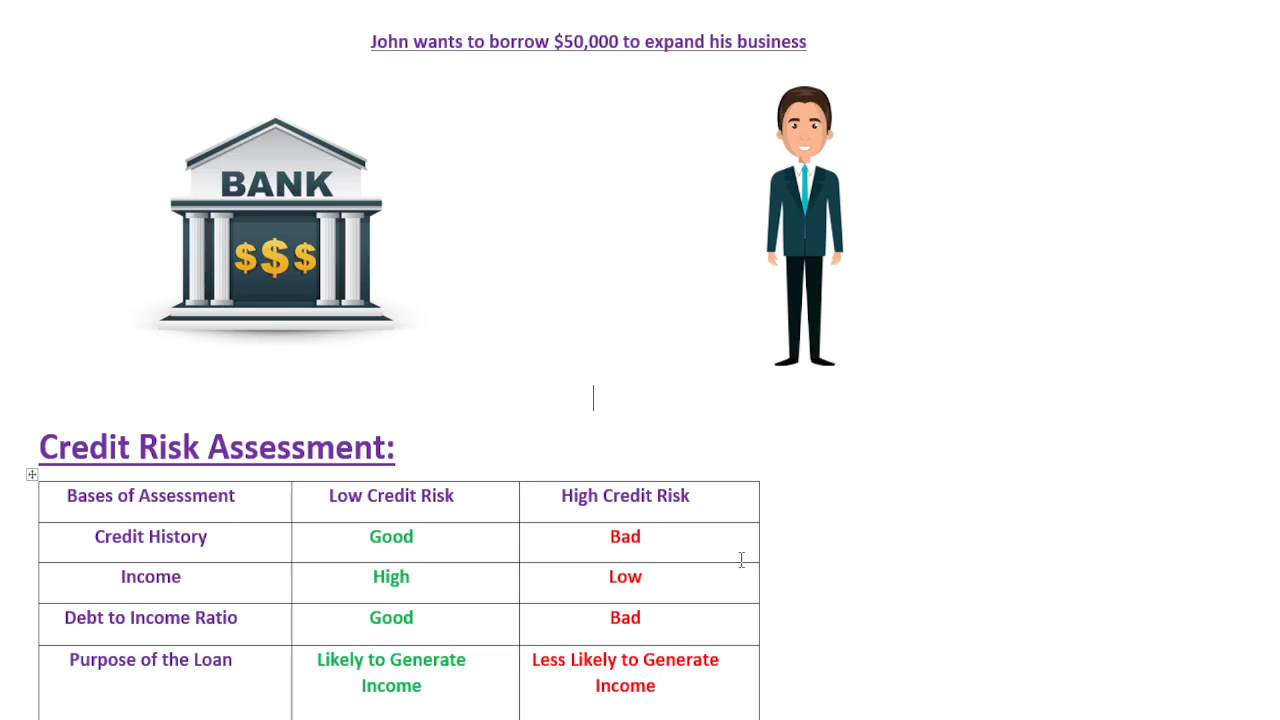 John wants to borrow $50,000 to expand his business
BANK
$$$
Credit Risk Assessment:
Bases of Assessment Low Credit Risk High Credit Risk
Credit History Good Bad
Income High Low
Debt to Income Ratio Good Bad
Purpose of the Loan Likely to Generate Less Likely to Generate
Income Income